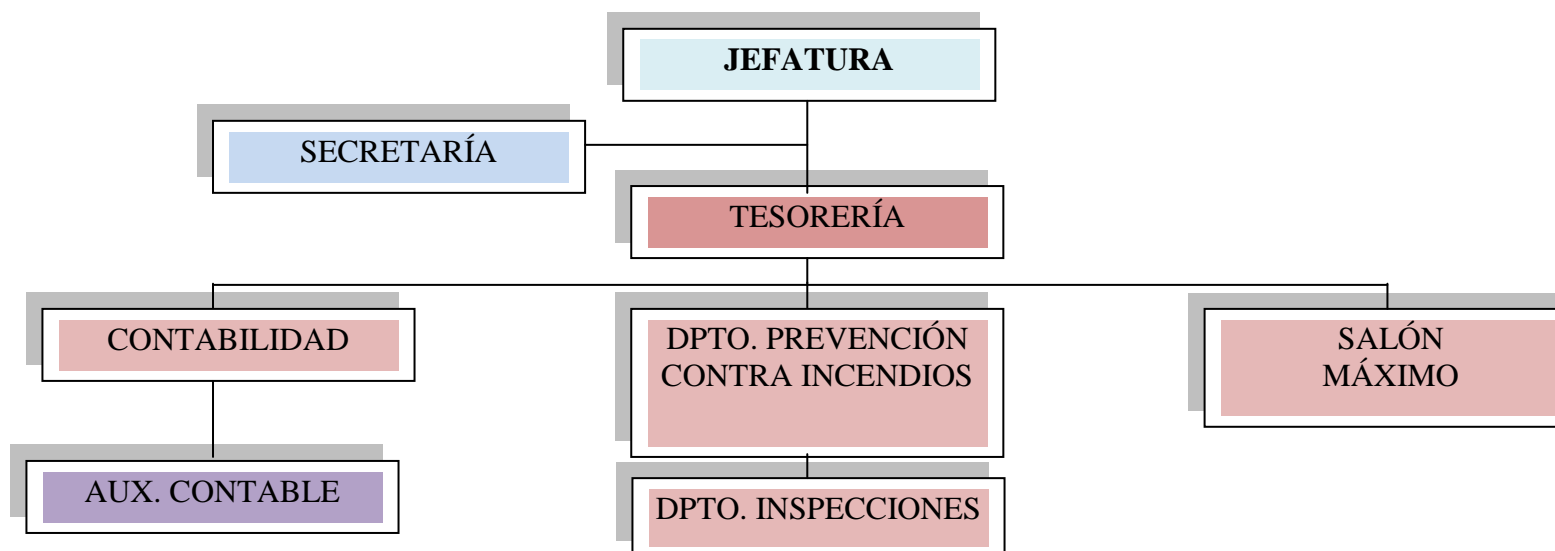 JEFATURA
SECRETARÍA
TESORERÍA
CONTABILIDAD
DPTO. PREVENCIÓN
CONTRA INCENDIOS
SALÓN
MÁXIMO
AUX. CONTABLE
DPTO. INSPECCIONES